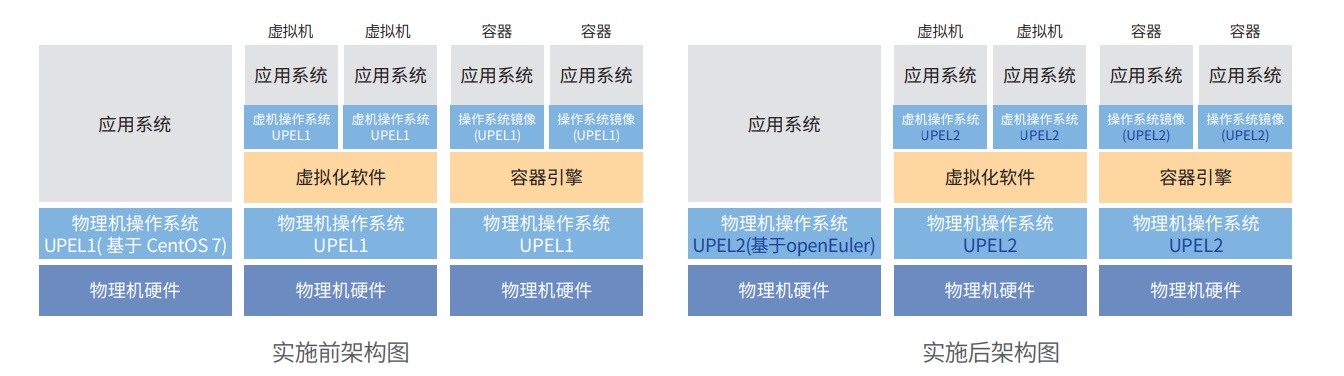 虚拟机
虚拟机
容器
容器
应用系统
应用系统
应用系统
应用系统
应用系统
虚机操作系统
UPEL1
虚机操作系统
UPEL1
操作系统镜像
(UPEL1)
操作系统镜像
(UPEL1)
虚拟化软件
容器引擎
物理机操作系统
UPEL1( 基于 CentOS 7)
物理机操作系统
UPEL1
物理机操作系统
UPEL1
物理机硬件
物理机硬件
物理机硬件
实施前架构图
虚拟机
虚拟机
容器
容器
应用系统
应用系统
应用系统
应用系统
应用系统
虚机操作系统
UPEL2
虚机操作系统
UPEL2
操作系统镜像
(UPEL2)
操作系统镜像
(UPEL2)
虚拟化软件
容器引擎
物理机操作系统
UPEL2(基于openEuler)
物理机操作系统
UPEL2
物理机操作系统
UPEL2
物理机硬件
物理机硬件
物理机硬件
实施后架构图